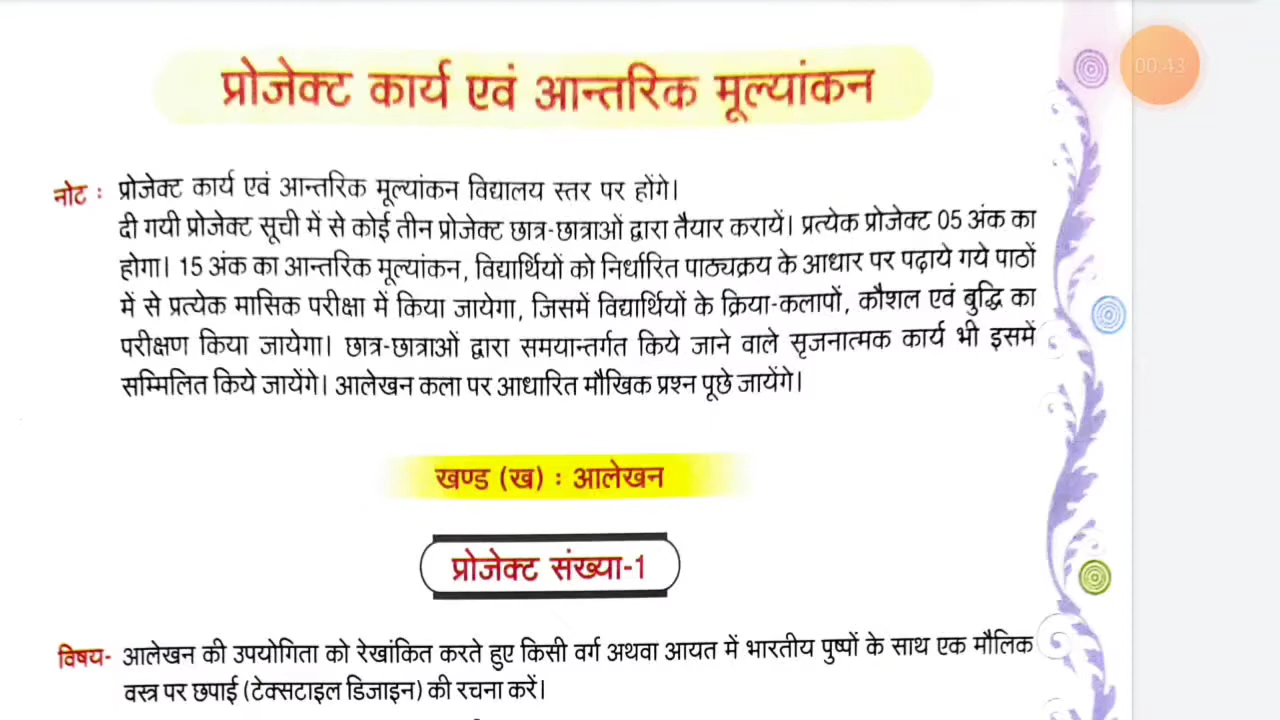 प्रोजेक्ट कार्य एवं आन्तरिक मूल्यांकन
00:43
नोट : प्रोजेक्ट कार्य एवं आन्तरिक मूल्यांकन विद्यालय स्तर पर होंगे।
दी गयी प्रोजेक्ट सूची में से कोई तीन प्रोजेक्ट छात्र-छात्राओं द्वारा तैयार करायें। प्रत्येक प्रोजेक्ट 05 अंक का
होगा। 15 अंक का आन्तरिक मूल्यांकन, विद्यार्थियों को निर्धारित पाठ्यक्रय के आधार पर पढ़ाये गये पाठों
में से प्रत्येक मासिक परीक्षा में किया जायेगा, जिसमें विद्यार्थियों के क्रिया-कलापों, कौशल एवं बुद्धि का
परीक्षण किया जायेगा। छात्र-छात्राओं द्वारा समयान्तर्गत किये जाने वाले सृजनात्मक कार्य भी इसमें
सम्मिलित किये जायेंगे। आलेखन कला पर आधारित मौखिक प्रश्न पूछे जायेंगे।
खण्ड (ख) : आलेखन
प्रोजेक्ट संख्या-1
विषय- आलेखन की उपयोगिता को रेखांकित करते हुए किसी वर्ग अथवा आयत में भारतीय पुष्पों के साथ एक मौलिक
वस्त्र पर छपाई (टेक्सटाइल डिजाइन) की रचना करें।